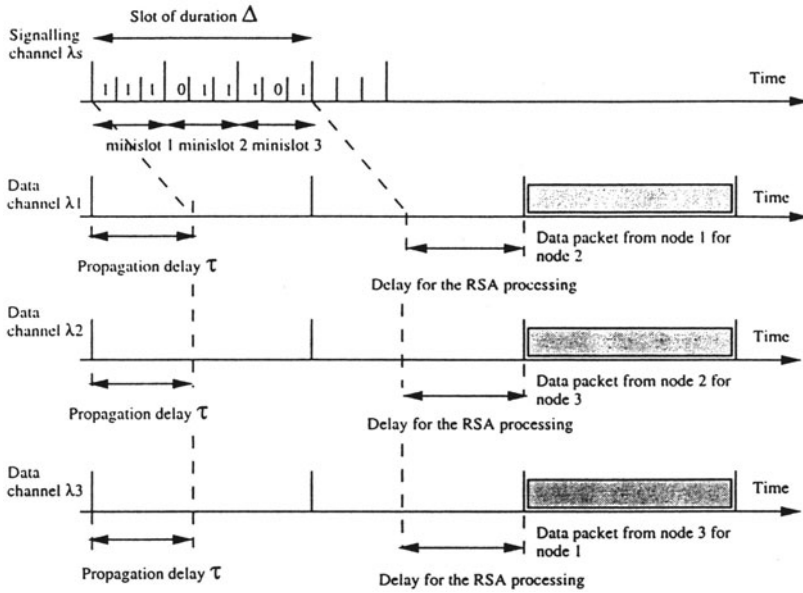 Slot of duration Δ
Signalling
channel λs
Time
1 1 1 0 1 1 1 0 1
minislot 1 minislot 2 minislot 3
Data
channel λ1
Time
Propagation delay τ
Data packet from node 1 for
node 2
Delay for the RSA processing
Data
channel λ2
Time
Propagation delay τ
Data packet from node 2 for
node 3
Delay for the RSA processing
Data
channel λ3
Time
Propagation delay τ
Data packet from node 3 for
node 1
Delay for the RSA processing